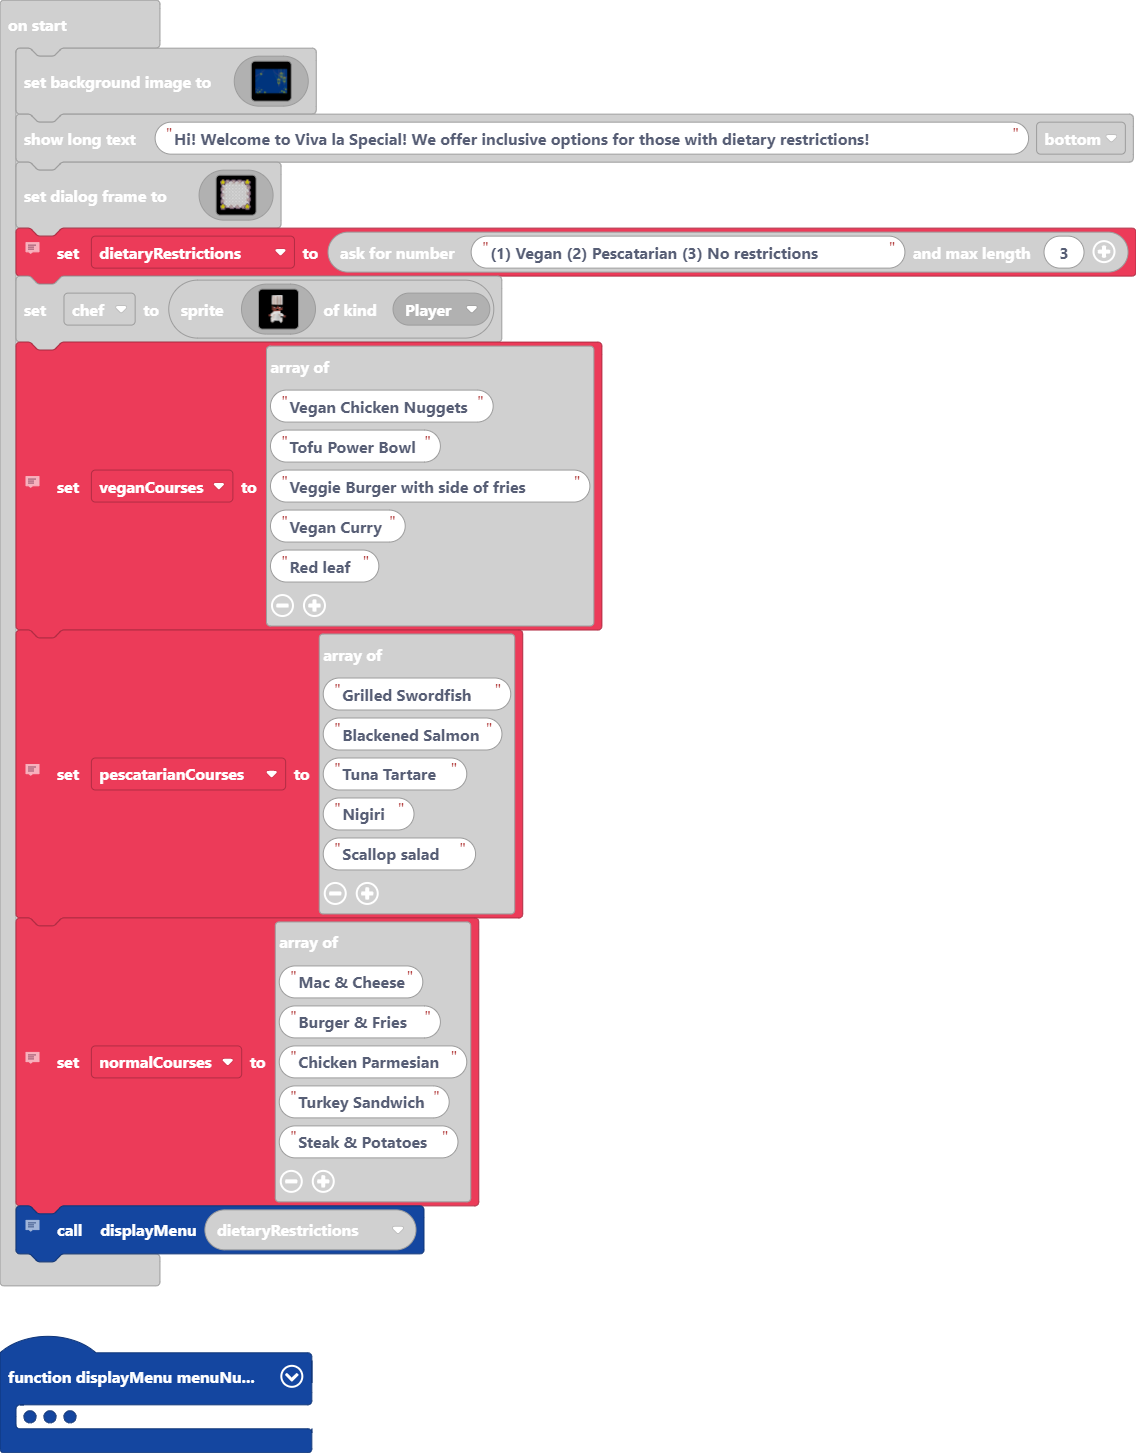 on start
set background image to
show long text "Hi! Welcome to Viva la Special! We offer inclusive options for those with dietary restrictions!" bottom
set dialog frame to
set dietaryRestrictions to ask for number "(1) Vegan (2) Pescatarian (3) No restrictions" and max length 3
set chef to sprite of kind Player
array of
"Vegan Chicken Nuggets"
"Tofu Power Bowl"
set veganCourses to "Veggie Burger with side of fries"
"Vegan Curry"
"Red leaf"
array of
"Grilled Swordfish"
"Blackened Salmon"
set pescatarianCourses to "Tuna Tartare"
"Nigiri"
"Scallop salad"
array of
"Mac & Cheese"
"Burger & Fries"
set normalCourses to "Chicken Parmesian"
"Turkey Sandwich"
"Steak & Potatoes"
call displayMenu dietaryRestrictions
function displayMenu menuNu...